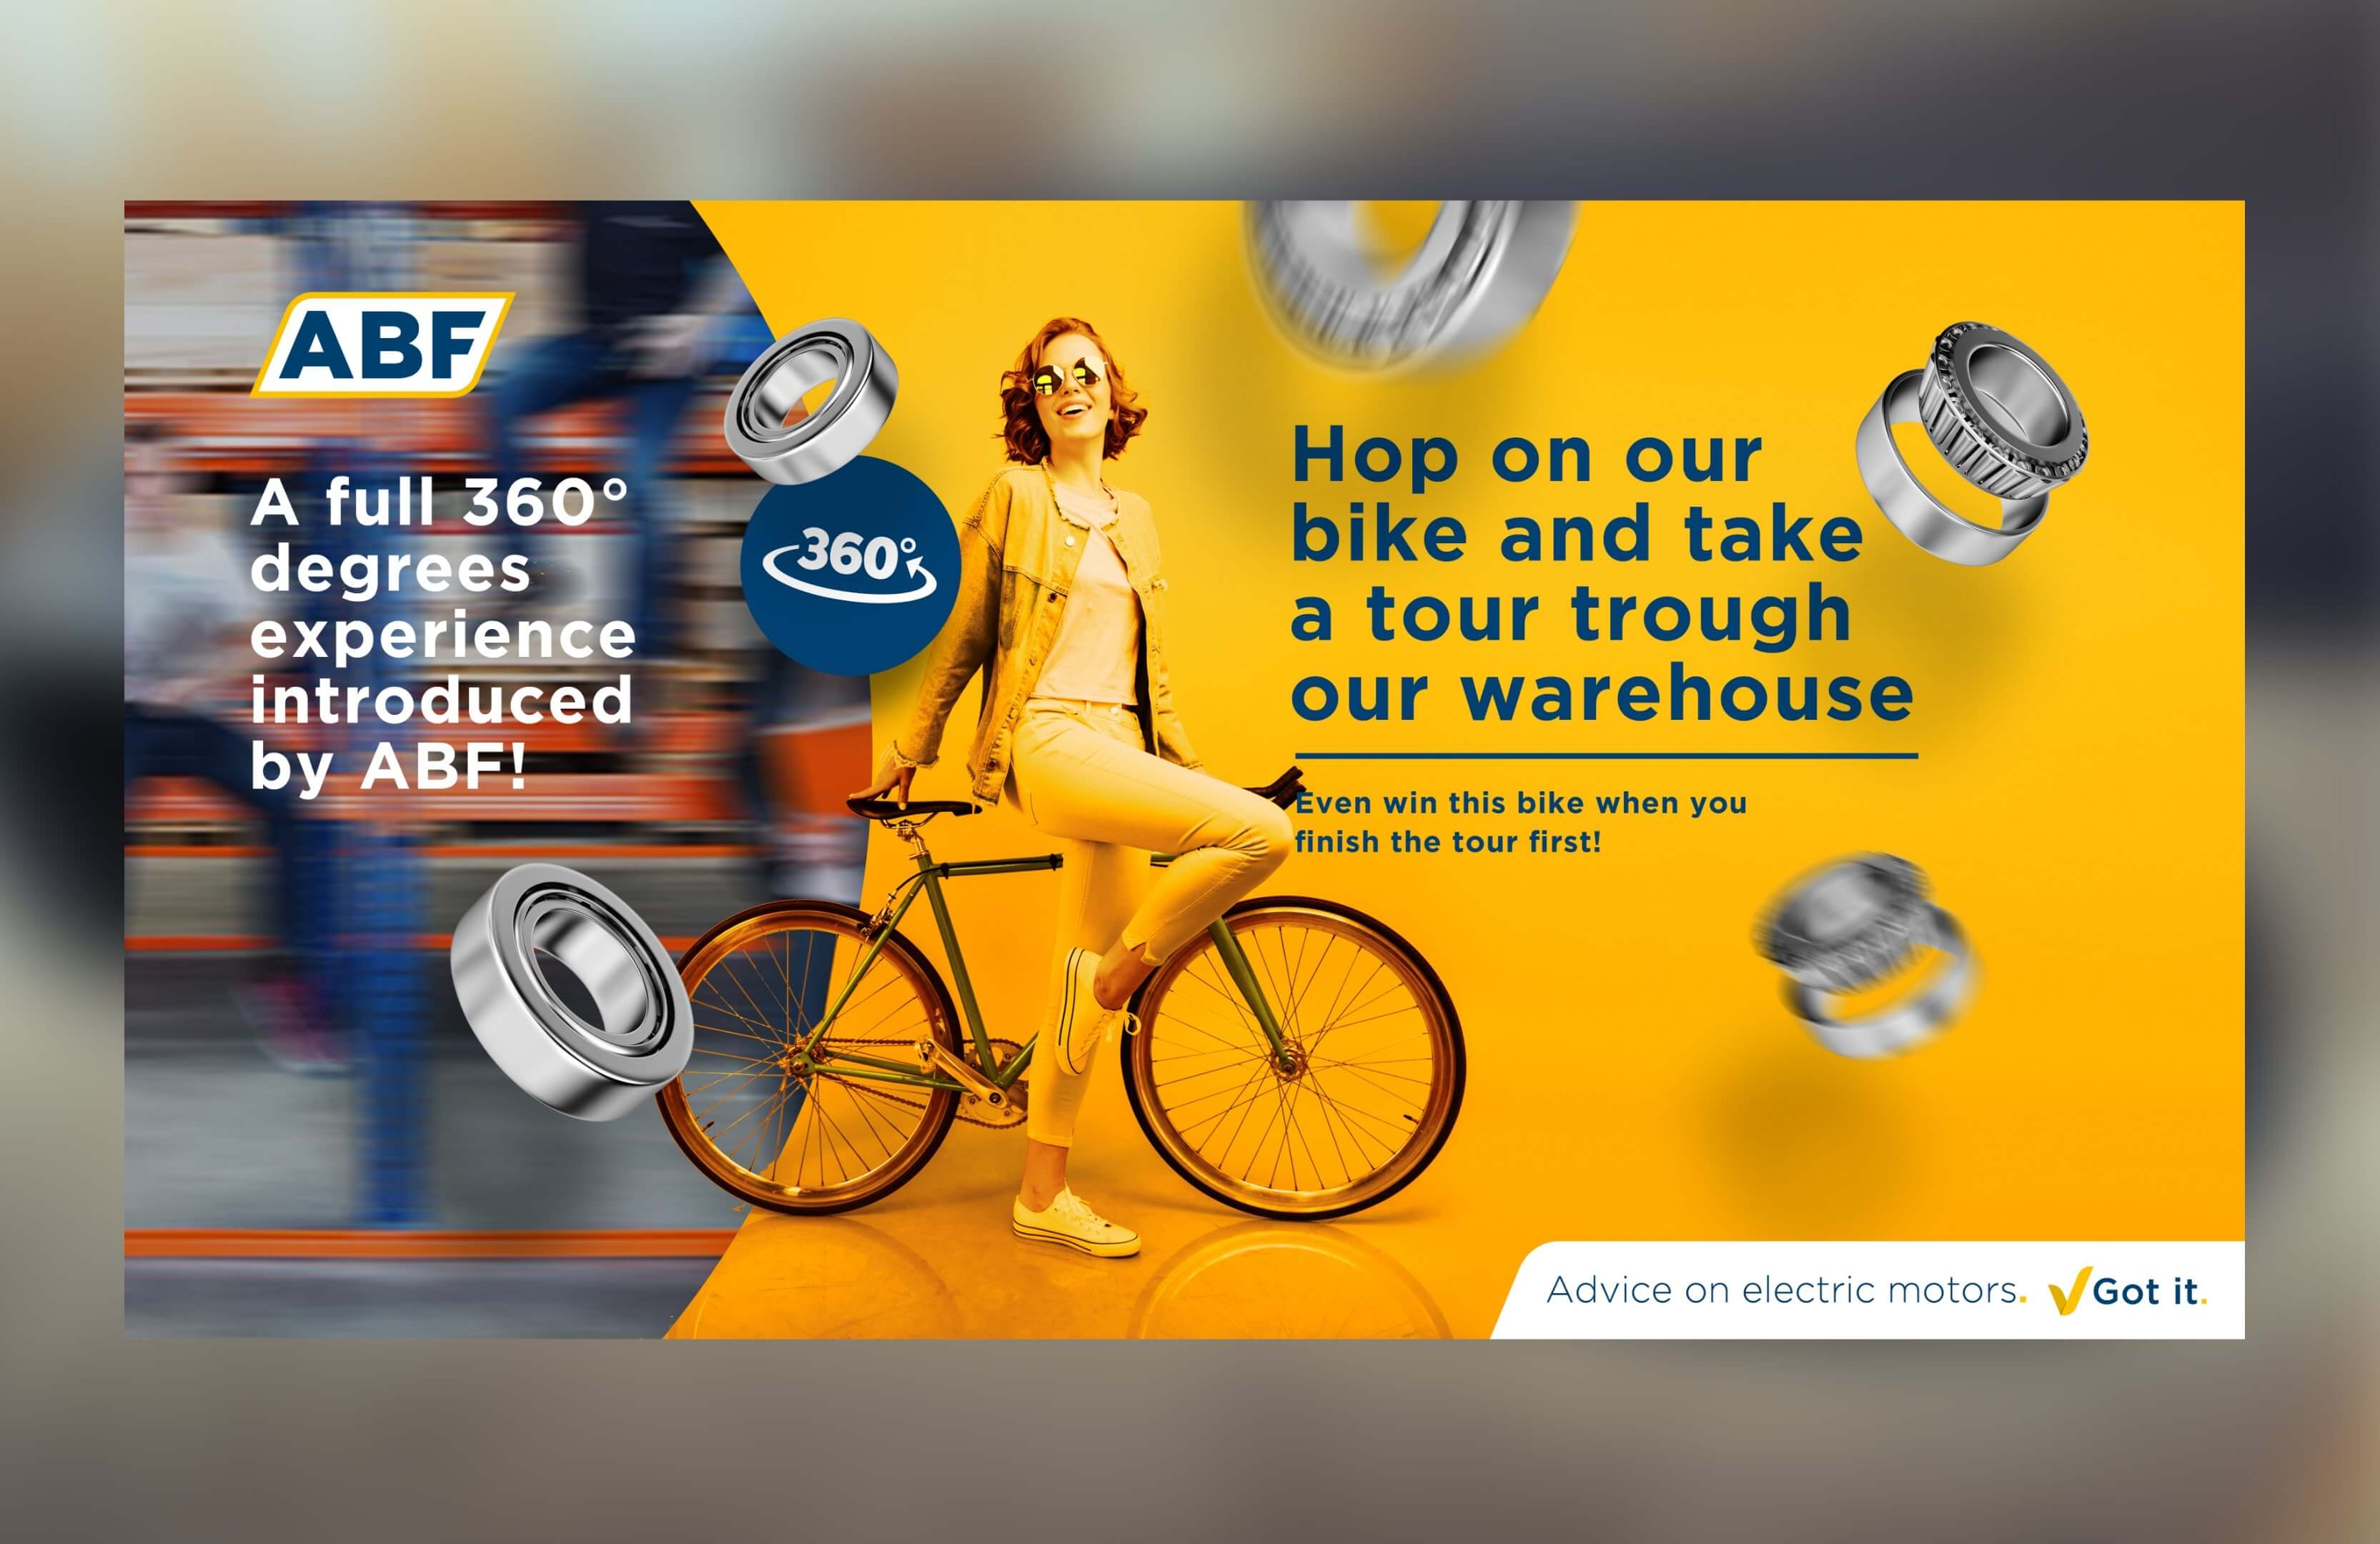 ABF
A full 360°
degrees
experience
introduced
by ABF!
360°
Hop on our
bike and take
a tour trough
our warehouse
Even win this bike when you
finish the tour first!
Advice on electric motors. Got it.